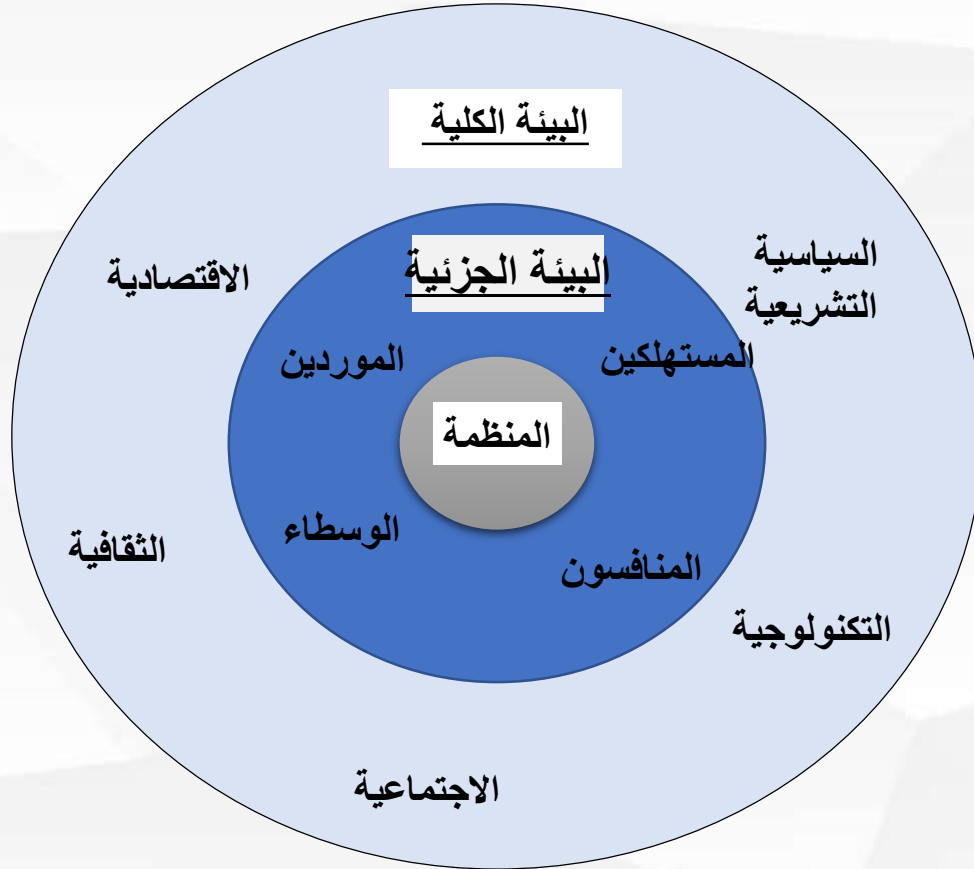 البيئة الكلية
السياسية
التشريعية
الاقتصادية
البيئة الجزئية
المستهلكين
الموردين
المنظمة
الوسطاء
المنافسون
الثقافية
التكنولوجية
الاجتماعية